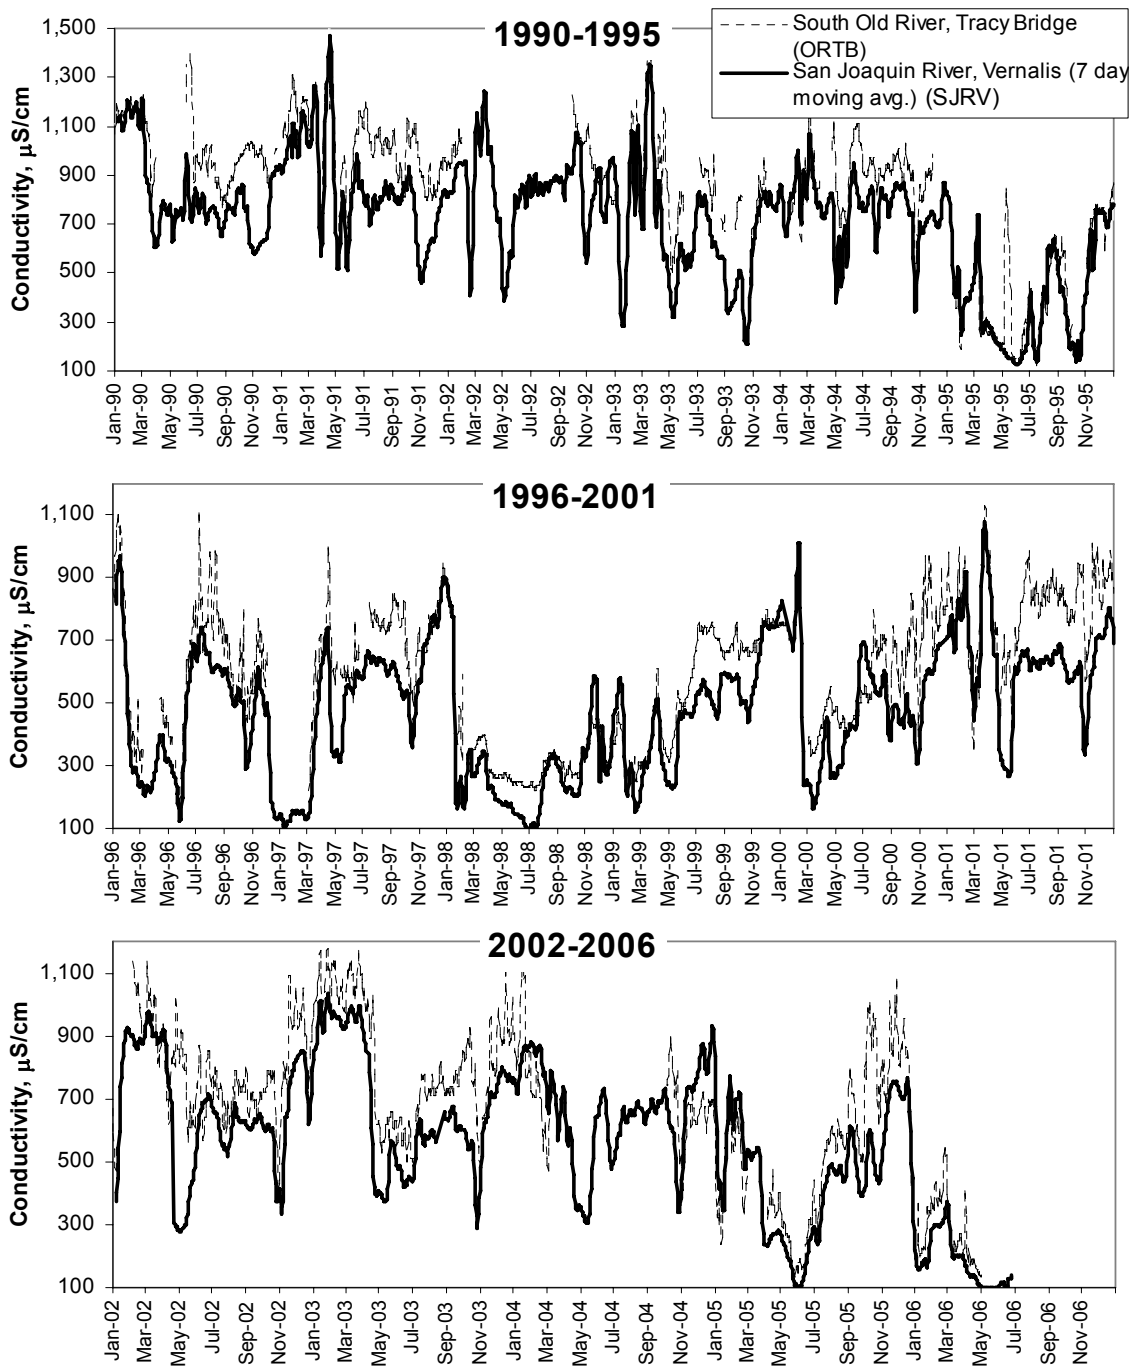 1990-1995
South Old River, Tracy Bridge
(ORTB)
San Joaquin River, Vernalis (7 day
moving avg.) (SJRV)
Conductivity, µS/cm
1,500
1,300
1,100
900
700
500
300
100
Jan-90
Mar-90
May-90
Jul-90
Sep-90
Nov-90
Jan-91
Mar-91
May-91
Jul-91
Sep-91
Nov-91
Jan-92
Mar-92
May-92
Jul-92
Sep-92
Nov-92
Jan-93
Mar-93
May-93
Jul-93
Sep-93
Nov-93
Jan-94
Mar-94
May-94
Jul-94
Sep-94
Nov-94
Jan-95
Mar-95
May-95
Jul-95
Sep-95
Nov-95
1996-2001
Conductivity, µS/cm
1,100
900
700
500
300
100
Jan-96
Mar-96
May-96
Jul-96
Sep-96
Nov-96
Jan-97
Mar-97
May-97
Jul-97
Sep-97
Nov-97
Jan-98
Mar-98
May-98
Jul-98
Sep-98
Nov-98
Jan-99
Mar-99
May-99
Jul-99
Sep-99
Nov-99
Jan-00
Mar-00
May-00
Jul-00
Sep-00
Nov-00
Jan-01
Mar-01
May-01
Jul-01
Sep-01
Nov-01
2002-2006
Conductivity, µS/cm
1,100
900
700
500
300
100
Jan-02
Mar-02
May-02
Jul-02
Sep-02
Nov-02
Jan-03
Mar-03
May-03
Jul-03
Sep-03
Nov-03
Jan-04
Mar-04
May-04
Jul-04
Sep-04
Nov-04
Jan-05
Mar-05
May-05
Jul-05
Sep-05
Nov-05
Jan-06
Mar-06
May-06
Jul-06
Sep-06
Nov-06